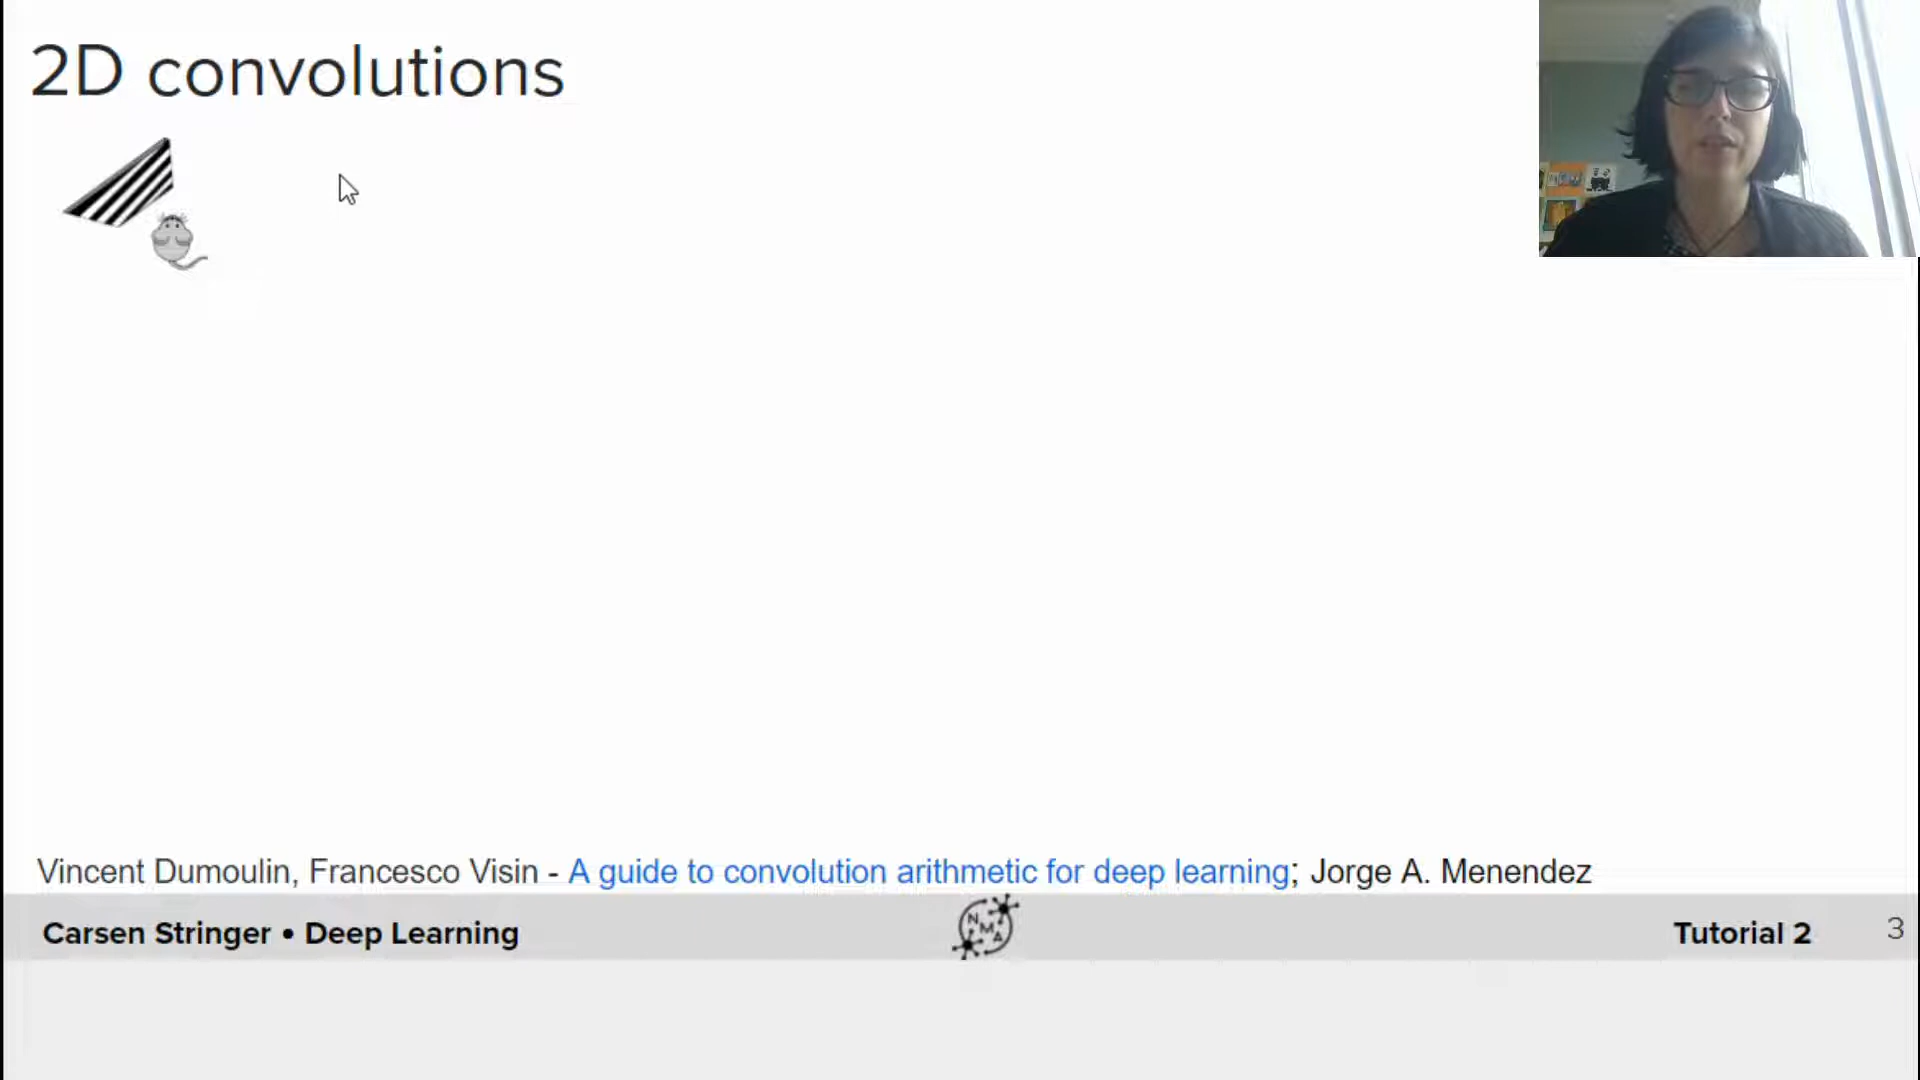 2D convolutions
Vincent Dumoulin, Francesco Visin - A guide to convolution arithmetic for deep learning; Jorge A. Menendez
Carsen Stringer • Deep Learning
N
M
A
Tutorial 2
3